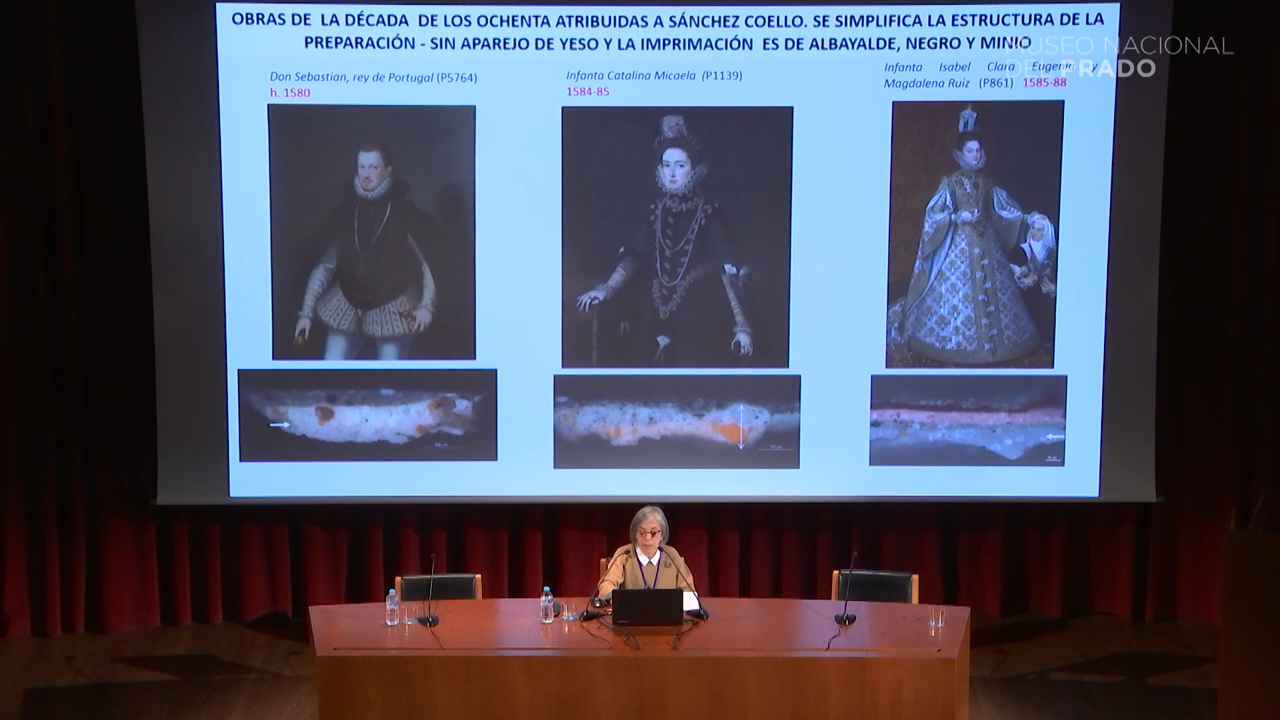 OBRAS DE LA DÉCADA DE LOS OCHENTA ATRIBUIDAS A SÁNCHEZ COELLO. SE SIMPLIFICA LA ESTRUCTURA DE LA
PREPARACIÓN - SIN APAREJO DE YESO Y LA IMPRIMACIÓN ES DE ALBAYALDE, NEGRO Y MINIO
MUSEO NACIONAL
DEL PRADO
Don Sebastian, rey de Portugal (P5764)
h. 1580
Infanta Catalina Micaela (P1139)
1584-85
Infanta Isabel Clara Eugenia y
Magdalena Ruiz (P861) 1585-88